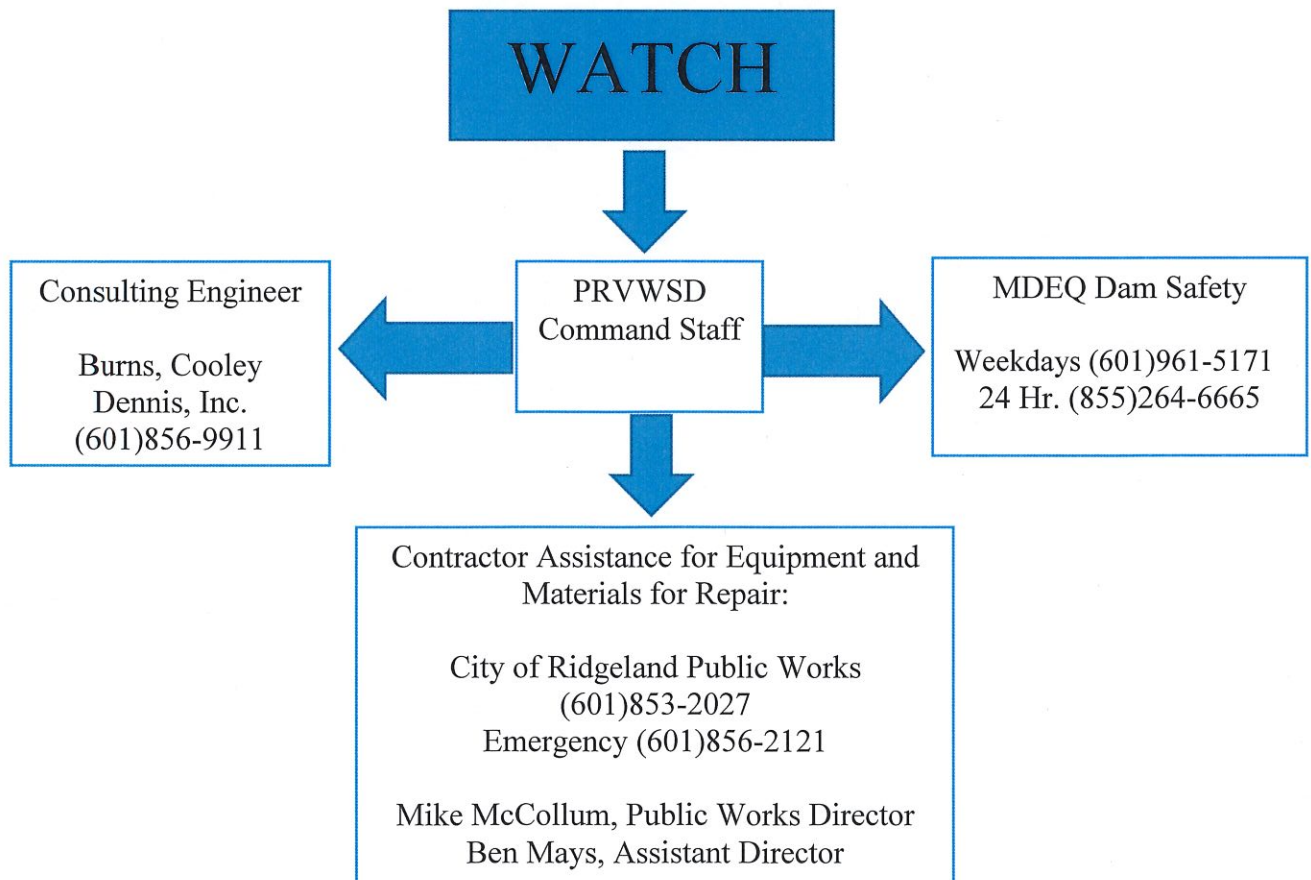 WATCH
Consulting Engineer
Burns, Cooley
Dennis, Inc.
(601)856-9911
PRVWSD
Command Staff
MDEQ Dam Safety
Weekdays (601)961-5171
24 Hr. (855)264-6665
Contractor Assistance for Equipment and
Materials for Repair:
City of Ridgeland Public Works
(601)853-2027
Emergency (601)856-2121
Mike McCollum, Public Works Director
Ben Mays, Assistant Director